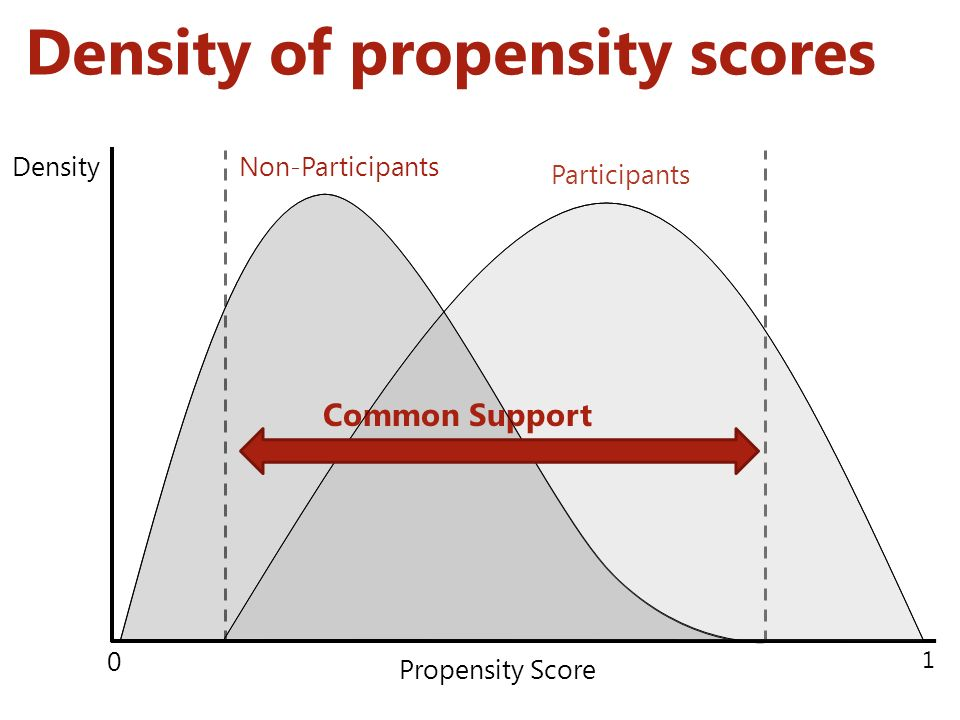 Density of propensity scores
Density
Non-Participants
Participants
Common Support
0
Propensity Score
1